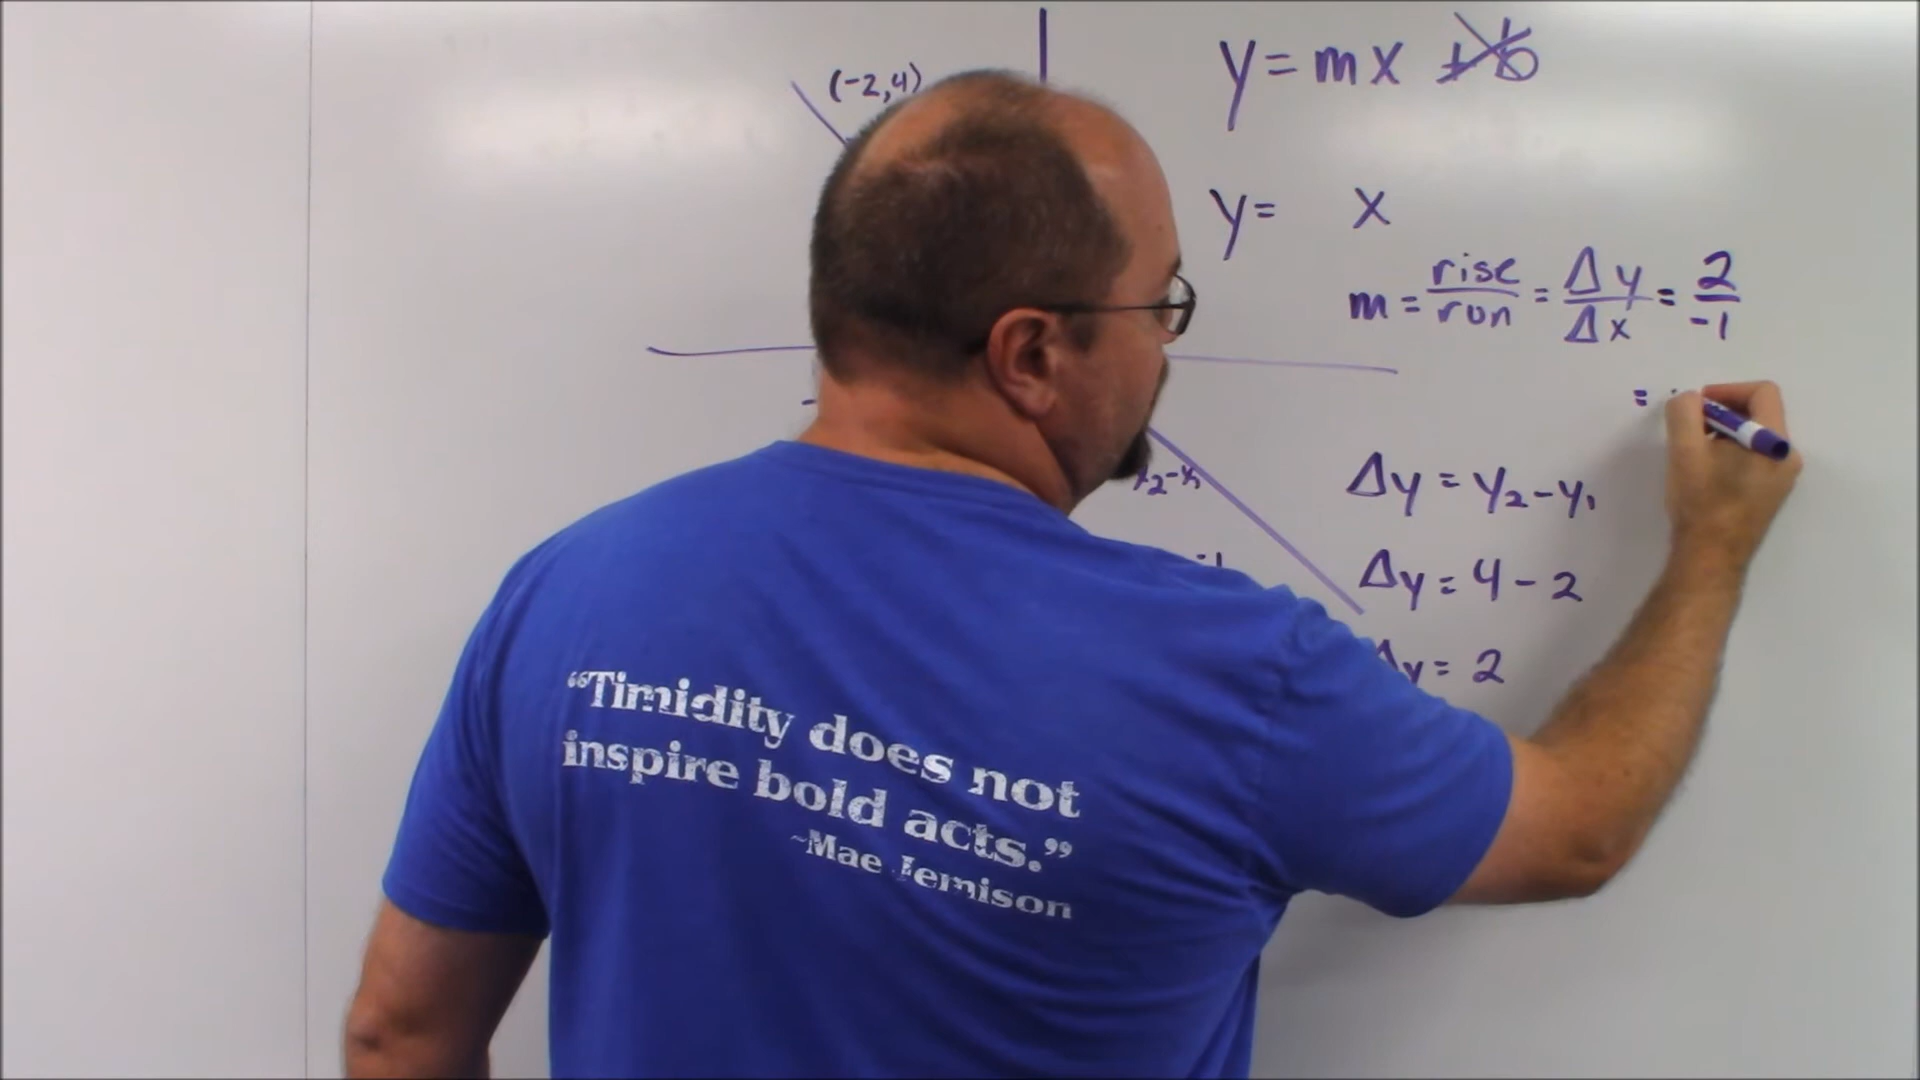 (-2,4)
y = mx + b
y = x
m = rise/run = Δy/Δx = 2/-1
=
Δy = y₂-y₁
Δy = 4 - 2
Δy = 2
“Timidity does not
inspire bold acts.”
~Mae Jemison